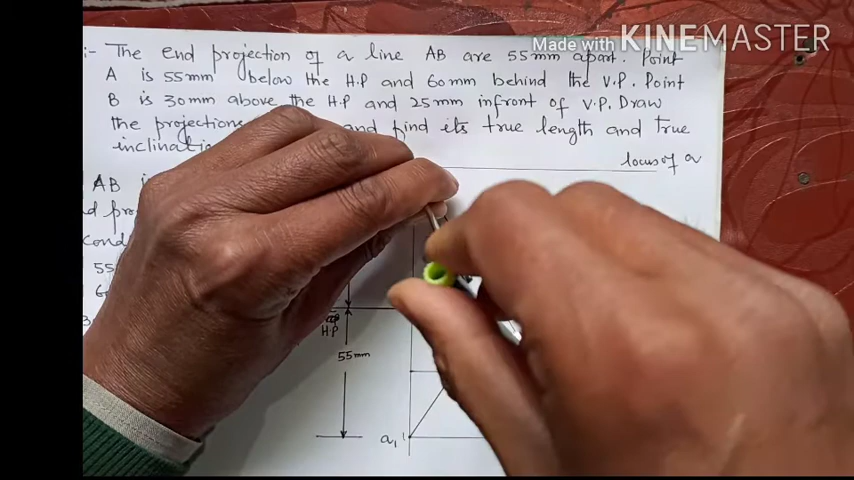 Made with KINEMASTER
:- The end projection of a line AB are 55mm apart. Point
A is 55mm below the H.P and 60mm behind the V.P. Point
B is 30mm above the H.P and 25mm infront of V.P. Draw
the projections and find its true length and True
locus of a
AB
H.P
55mm
55
a₁'